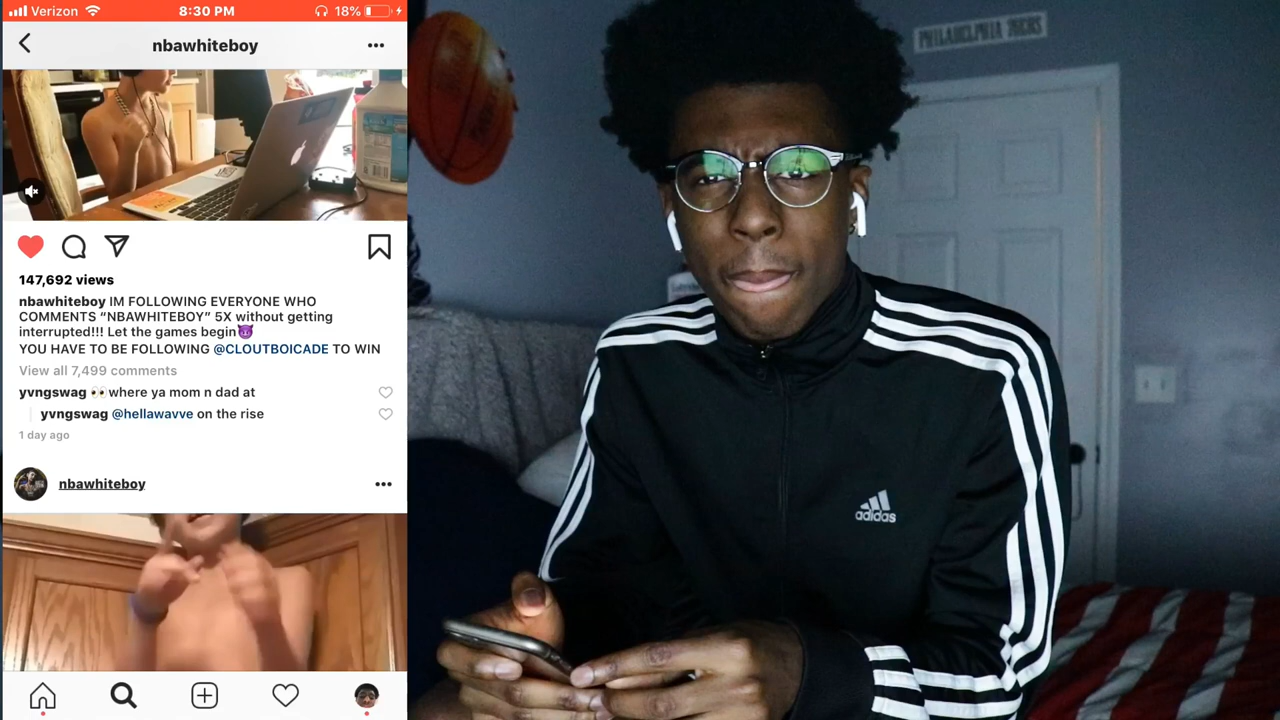 Verizon 8:30 PM 18%
nbawhiteboy
147,692 views
nbawhiteboy IM FOLLOWING EVERYONE WHO
COMMENTS “NBAWHITEBOY” 5X without getting
interrupted!!! Let the games begin😈
YOU HAVE TO BE FOLLOWING @CLOUTBOICADE TO WIN
View all 7,499 comments
yvngswag 👀where ya mom n dad at
yvngswag @hellawavve on the rise
1 day ago
nbawhiteboy
PHILADELPHIA 76ERS
adidas